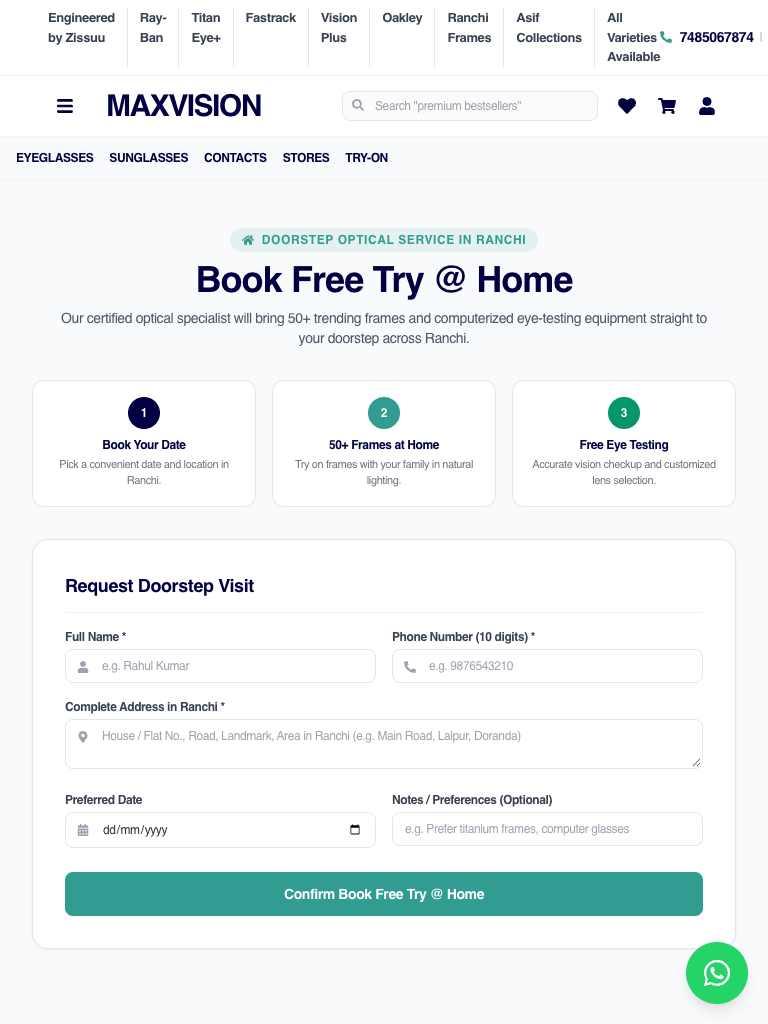 Engineered by Zissuu
Ray-Ban
Titan Eye+
Fastrack
Vision Plus
Oakley
Ranchi Frames
Asif Collections
All Varieties Available
7485067874
MAXVISION
Search "premium bestsellers"
EYEGLASSES SUNGLASSES CONTACTS STORES TRY-ON
DOORSTEP OPTICAL SERVICE IN RANCHI
Book Free Try @ Home
Our certified optical specialist will bring 50+ trending frames and computerized eye-testing equipment straight to
your doorstep across Ranchi.
1
Book Your Date
Pick a convenient date and location in
Ranchi.
2
50+ Frames at Home
Try on frames with your family in natural
lighting.
3
Free Eye Testing
Accurate vision checkup and customized
lens selection.
Request Doorstep Visit
Full Name *
e.g. Rahul Kumar
Phone Number (10 digits) *
e.g. 9876543210
Complete Address in Ranchi *
House / Flat No., Road, Landmark, Area in Ranchi (e.g. Main Road, Lalpur, Doranda)
Preferred Date
dd/mm/yyyy
Notes / Preferences (Optional)
e.g. Prefer titanium frames, computer glasses
Confirm Book Free Try @ Home